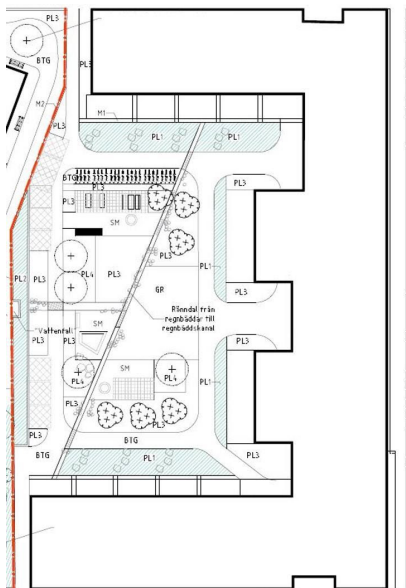 PL3
BTG
PL3
M2
M1
PL3
PL1
PL1
BTG
PL3
PL3
PL3
SM
PL3
PL4
PL3
PL3
GR
PL1
PL2
PL3
Ränndal från
regnbäddar till
regnbäddskanal
"Vattenfall"
SM
PL3
PL3
PL3
SM
PL4
PL4
PL1
PL3
PL3
BTG
BTG
PL1
PL3